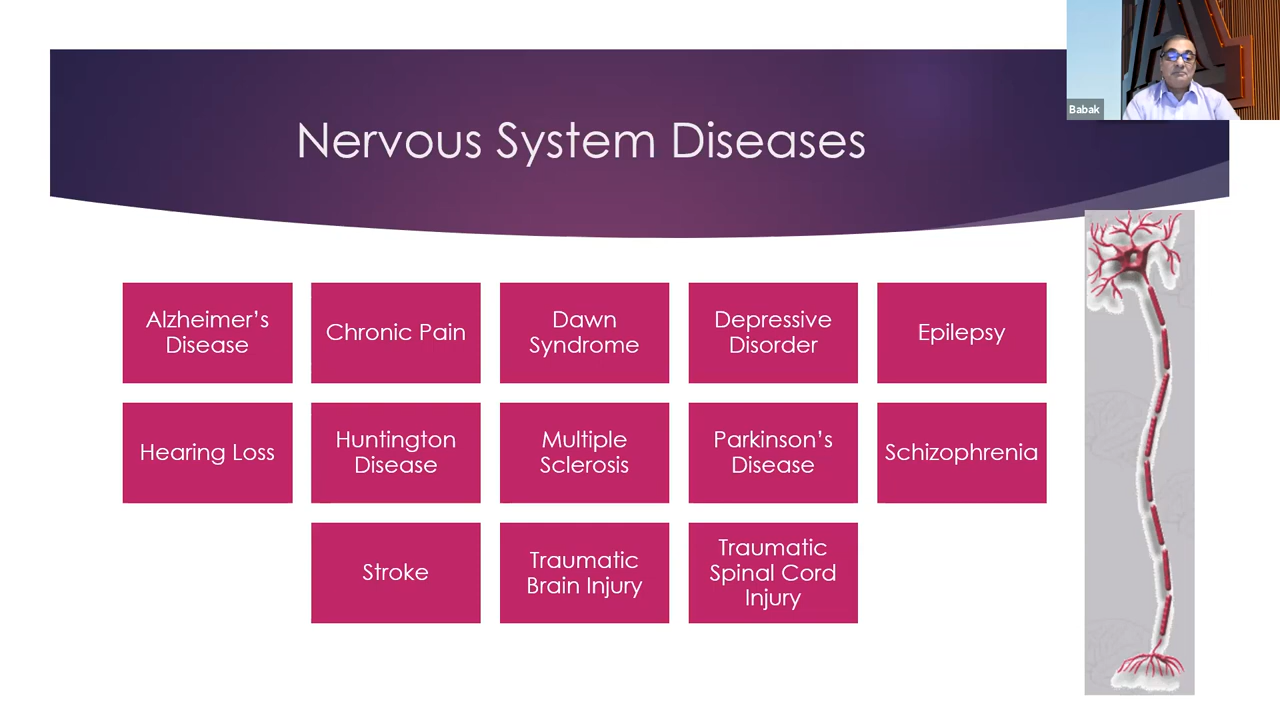 Babak
Nervous System Diseases
Alzheimer's
Disease
Chronic Pain
Dawn
Syndrome
Depressive
Disorder
Epilepsy
Hearing Loss
Huntington
Disease
Multiple
Sclerosis
Parkinson's
Disease
Schizophrenia
Stroke
Traumatic
Brain Injury
Traumatic
Spinal Cord
Injury